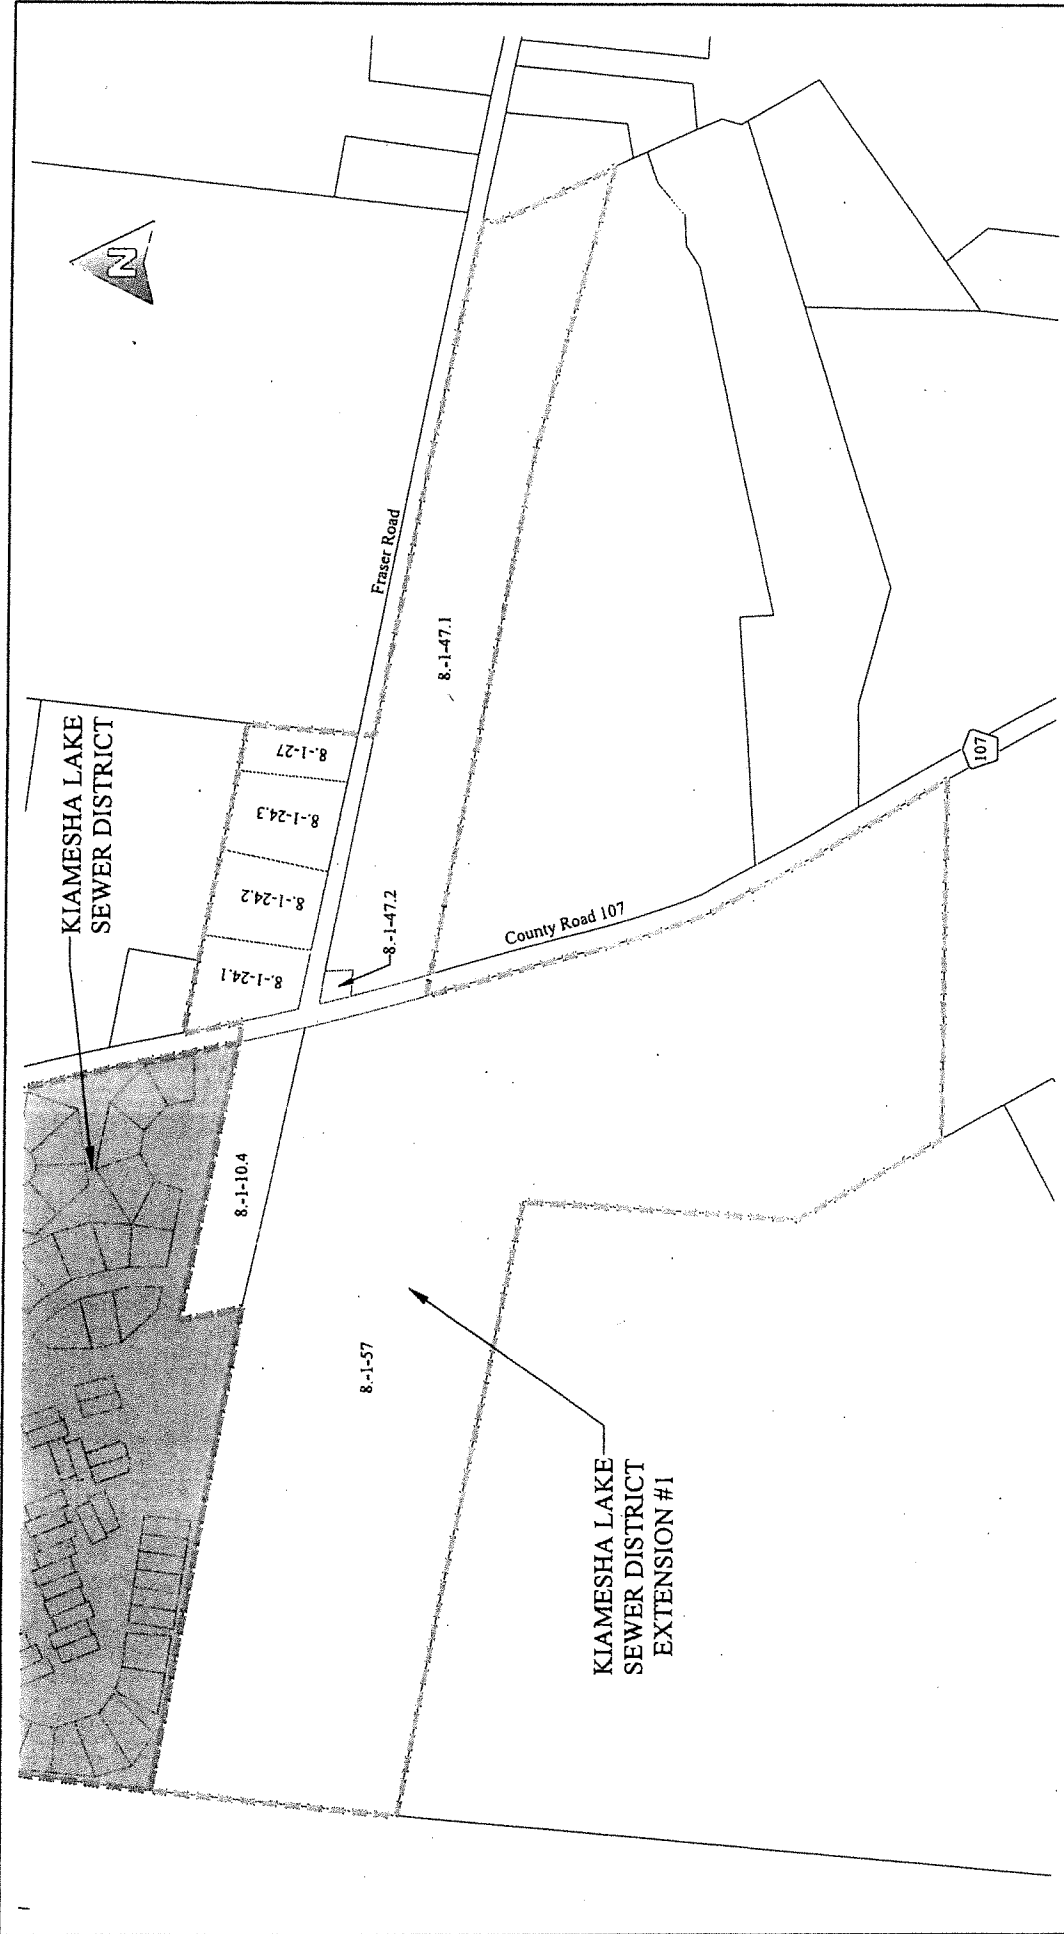 KIAMESHA LAKE
SEWER DISTRICT
N
Fraser Road
8.-1-47.1
8.-1-27
8.-1-24.3
8.-1-24.2
8.-1-24.1
8.-1-47.2
County Road 107
107
8.-1-10.4
8.-1-57
KIAMESHA LAKE
SEWER DISTRICT
EXTENSION #1